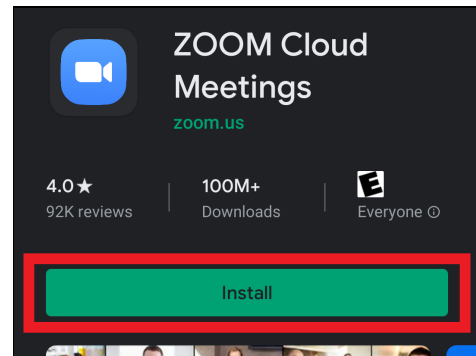 ZOOM Cloud
Meetings
zoom.us
4.0★ 100M+ E
92K reviews Downloads Everyone ⓘ
Install